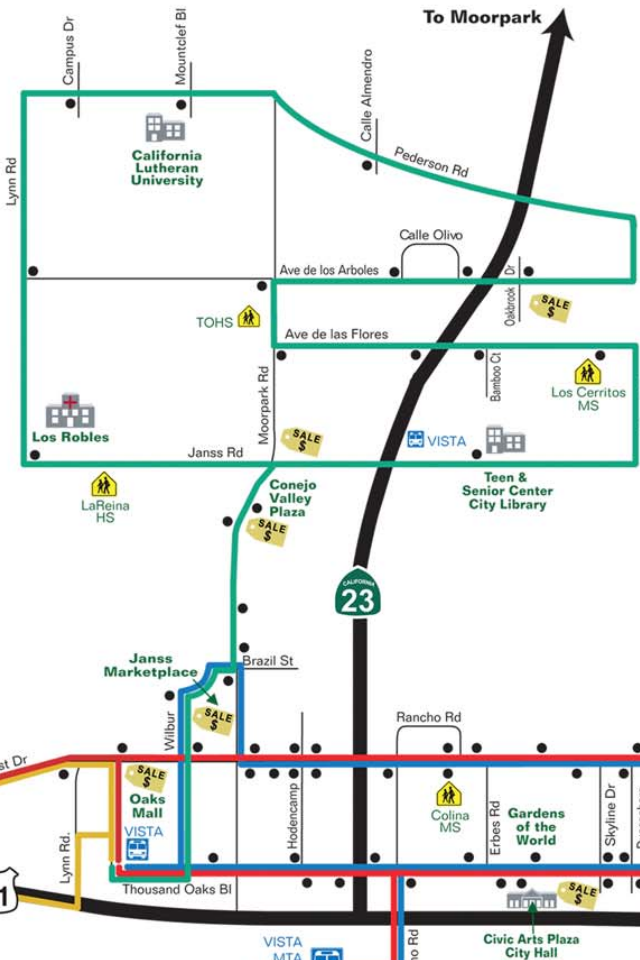 To Moorpark
Campus Dr
Mountclef Bl
Calle Almendro
Pederson Rd
California
Lutheran
University
Lynn Rd
Calle Olivo
Ave de los Arboles
Oakbrook Dr
SALE
$
TOHS
Ave de las Flores
Bamboo Ct
Los Cerritos
MS
Moorpark Rd
Los Robles
SALE
$
VISTA
Janss Rd
LaReina
HS
Conejo
Valley
Plaza
SALE
$
Teen &
Senior Center
City Library
CALIFORNIA
23
Janss
Marketplace
Brazil St
SALE
$
Wilbur
Rancho Rd
st Dr
SALE
$
Oaks
Mall
VISTA
Hodencamp
Colina
MS
Erbes Rd
Gardens
of the
World
Skyline Dr
Lynn Rd.
Thousand Oaks Bl
1
SALE
$
Civic Arts Plaza
City Hall
VISTA
MTA
ho Rd